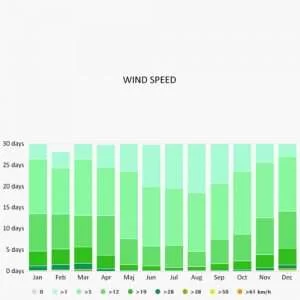 WIND SPEED
30 days
25 days
20 days
15 days
10 days
5 days
0 days
Jan Feb Mar Apr Maj Jun Jul Aug Sep Oct Nov Dec
0 >1 >5 >12 >19 >28 >38 >50 >61 km/h